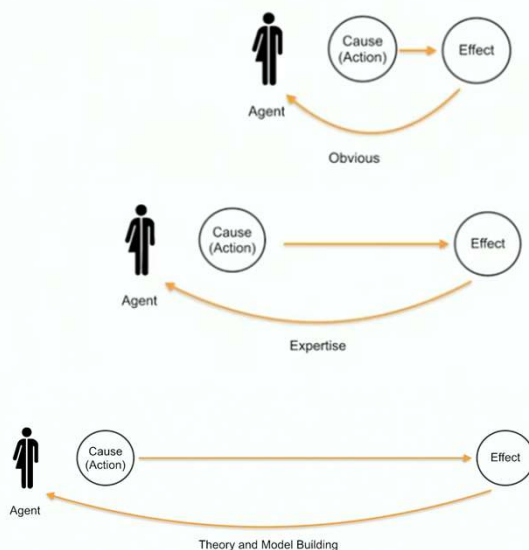 Cause
(Action)
Effect
Agent
Obvious
Cause
(Action)
Effect
Agent
Expertise
Cause
(Action)
Effect
Agent
Theory and Model Building